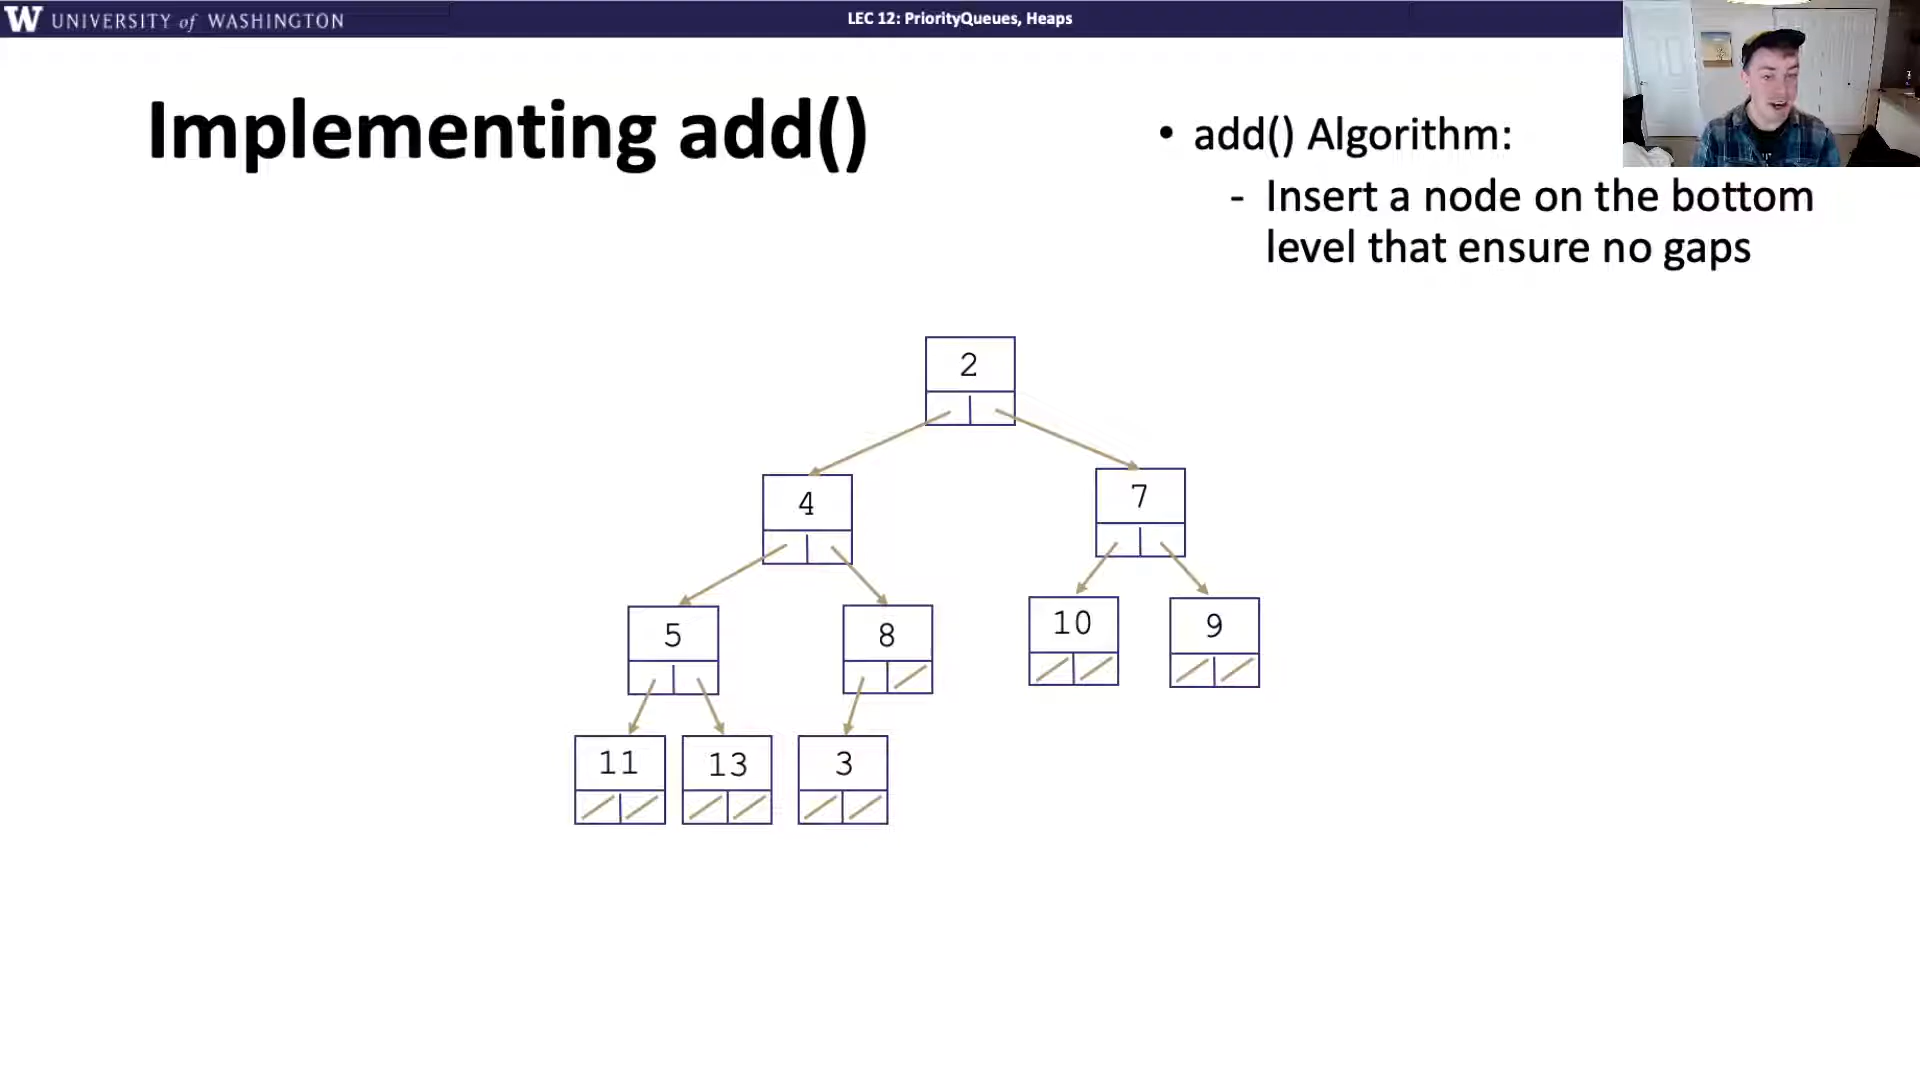 W UNIVERSITY of WASHINGTON
LEC 12: PriorityQueues, Heaps
Implementing add()
• add() Algorithm:
- Insert a node on the bottom
level that ensure no gaps
2
4
7
5
8
10
9
11
13
3